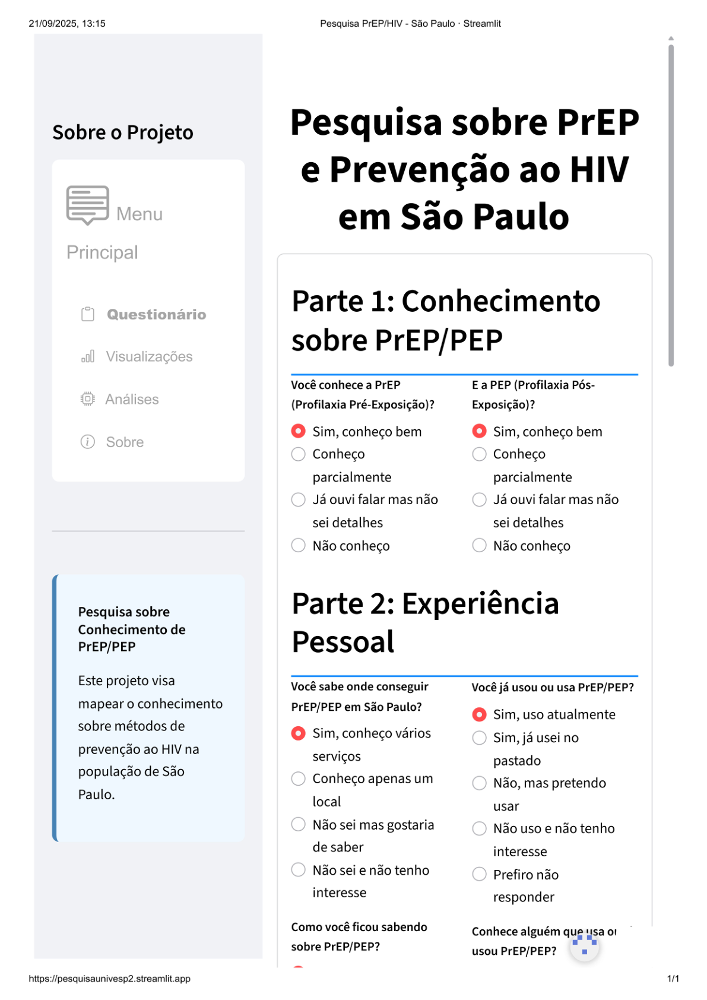 21/09/2025, 13:15
Pesquisa PrEP/HIV - São Paulo · Streamlit
Sobre o Projeto
Menu
Principal
Questionário
Visualizações
Análises
Sobre
Pesquisa sobre
Conhecimento de
PrEP/PEP
Este projeto visa
mapear o conhecimento
sobre métodos de
prevenção ao HIV na
população de São
Paulo.
Pesquisa sobre PrEP
e Prevenção ao HIV
em São Paulo
Parte 1: Conhecimento
sobre PrEP/PEP
Você conhece a PrEP
(Profilaxia Pré-Exposição)?
Sim, conheço bem
Conheço
parcialmente
Já ouvi falar mas não
sei detalhes
Não conheço
E a PEP (Profilaxia Pós-
Exposição)?
Sim, conheço bem
Conheço
parcialmente
Já ouvi falar mas não
sei detalhes
Não conheço
Parte 2: Experiência
Pessoal
Você sabe onde conseguir
PrEP/PEP em São Paulo?
Sim, conheço vários
serviços
Conheço apenas um
local
Não sei mas gostaria
de saber
Não sei e não tenho
interesse
Você já usou ou usa PrEP/PEP?
Sim, uso atualmente
Sim, já usei no
pastado
Não, mas pretendo
usar
Não uso e não tenho
interesse
Prefiro não
responder
Como você ficou sabendo
sobre PrEP/PEP?
Conhece alguém que usa ou
usou PrEP/PEP?
https://pesquisaunivesp2.streamlit.app
1/1